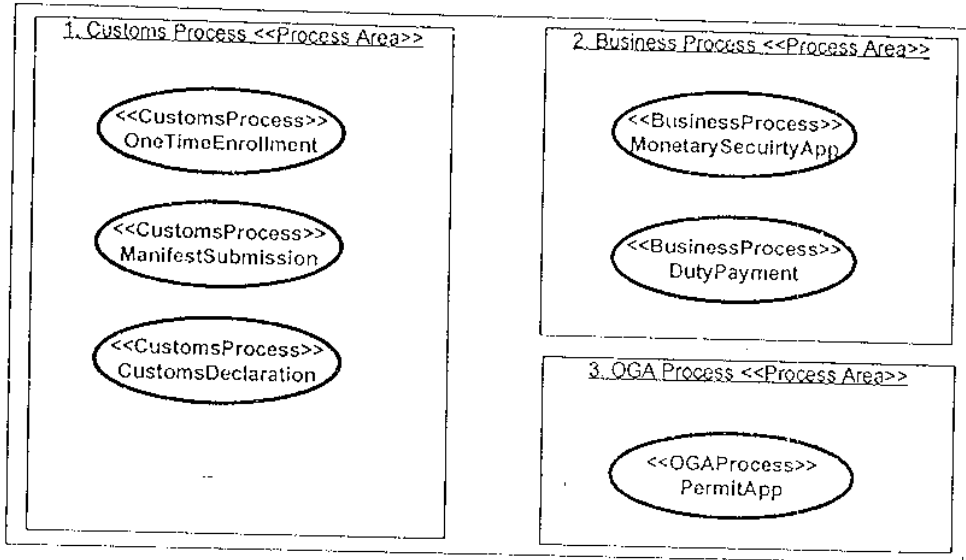 1. Customs Process <<Process Area>>
<<CustomsProcess>>
OneTimeEnrollment
<<CustomsProcess>>
ManifestSubmission
<<CustomsProcess>>
CustomsDeclaration
2. Business Process <<Process Area>>
<<BusinessProcess>>
MonetarySecuirtyApp
<<BusinessProcess>>
DutyPayment
3. OGA Process <<Process Area>>
<<OGAProcess>>
PermitApp